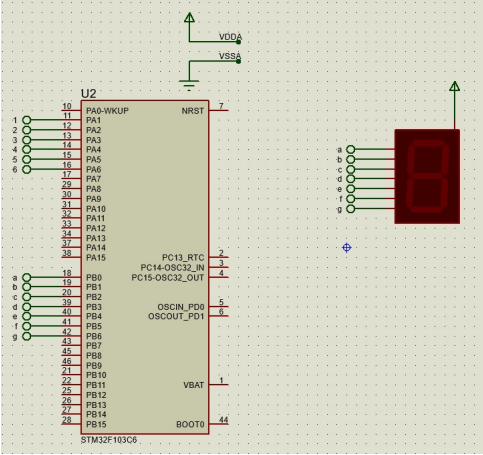 VDDA
VSSA
U2
10 PA0-WKUP NRST 7
1 11 PA1
2 12 PA2
3 13 PA3
4 14 PA4
5 15 PA5
6 16 PA6
17 PA7
29 PA8
30 PA9
31 PA10
32 PA11
33 PA12
34 PA13
37 PA14
38 PA15
PC13_RTC 2
PC14-OSC32_IN 3
PC15-OSC32_OUT 4
a 18 PB0
b 19 PB1
c 20 PB2
d 39 PB3
e 40 PB4
f 41 PB5
g 42 PB6
43 PB7
45 PB8
46 PB9
21 PB10
22 PB11
25 PB12
26 PB13
27 PB14
28 PB15
OSCIN_PD0 5
OSCOUT_PD1 6
VBAT 1
BOOT0 44
STM32F103C6
a
b
c
d
e
f
g